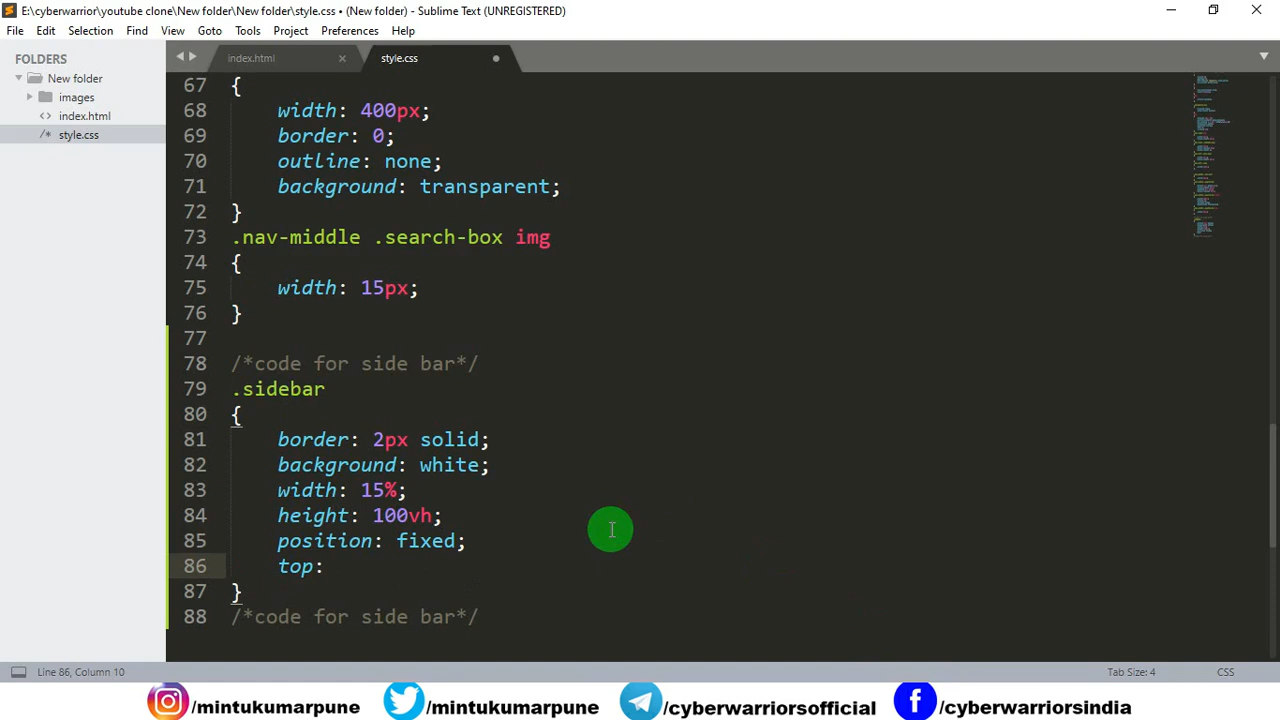 E:\cyberwarrior\youtube clone\New folder\New folder\style.css • (New folder) - Sublime Text (UNREGISTERED)
File Edit Selection Find View Goto Tools Project Preferences Help
FOLDERS
New folder
images
<> index.html
/* style.css
index.html ×
style.css
67 {
68 width: 400px;
69 border: 0;
70 outline: none;
71 background: transparent;
72 }
73 .nav-middle .search-box img
74 {
75 width: 15px;
76 }
77
78 /*code for side bar*/
79 .sidebar
80 {
81 border: 2px solid;
82 background: white;
83 width: 15%;
84 height: 100vh;
85 position: fixed;
86 top:
87 }
88 /*code for side bar*/
Line 86, Column 10
Tab Size: 4
CSS
/mintukumarpune
/mintukumarpune
/cyberwarriorsofficial
/cyberwarriorsindia